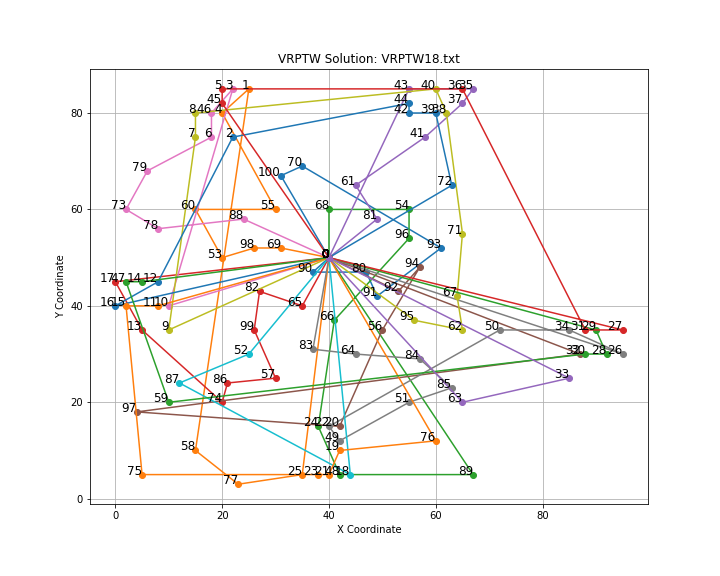 VRPTW Solution: VRPTW18.txt
5 3 1 43 40 36 35
45 44 37
8 46 4 42 39 38
7 6 2 41
100 70
79 61 72
73 60 55 68 54
78 88 81 71
98 69 96 93
53 0 94
90 80
17 47 14 12 82 91 92 67
16 15 11 10 65
13 9 99 66 56 95 62 50 34 31 29 27
52 83 64 84 32 30 28 26
87 86 57 85 33
59 74 51 63
97 24 22 20
58 49 76
19
75 77 25 23 21 48 18 89
80
60
40
20
0
Y Coordinate
0 20 40 60 80
X Coordinate